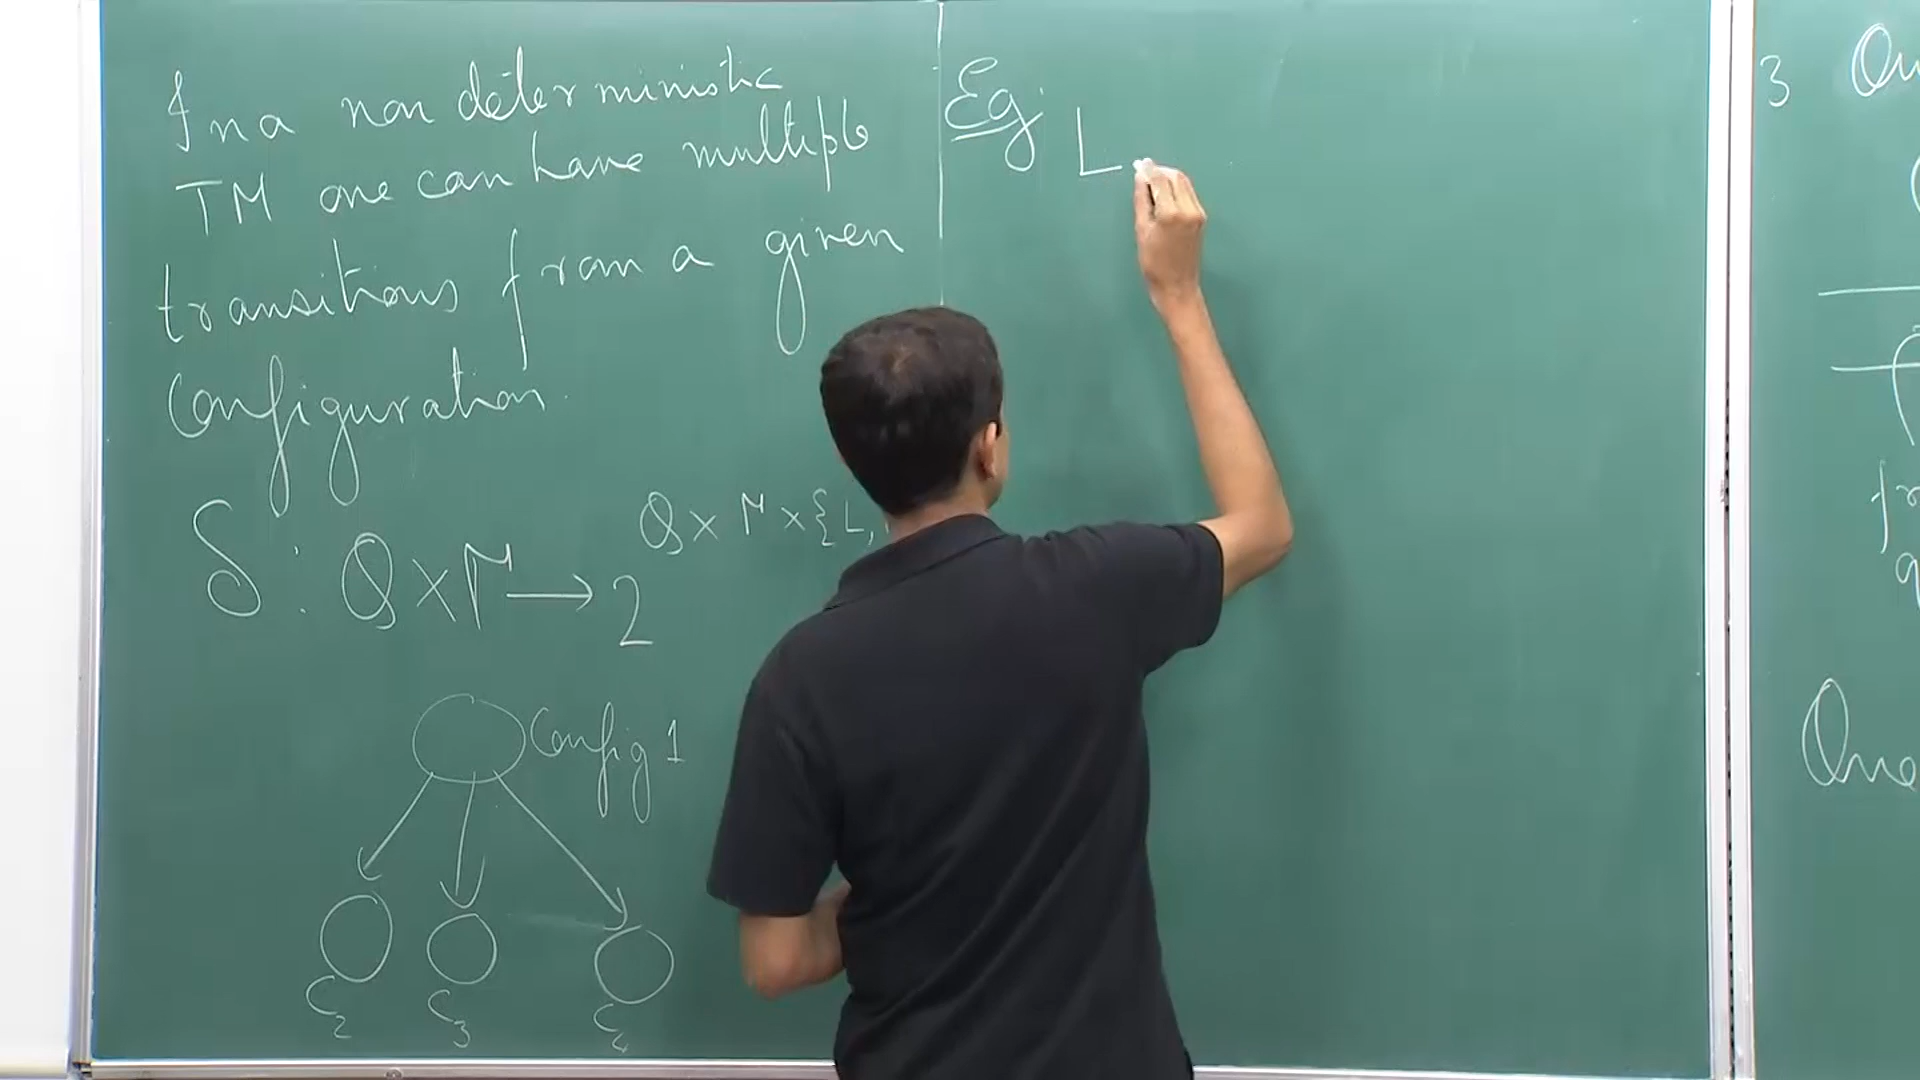 In a non deterministic
TM one can have multiple
transitions from a given
configuration.
δ : Q × Γ → 2^{Q × Γ × {L,
Config 1
C2 C3
Eg: L
3